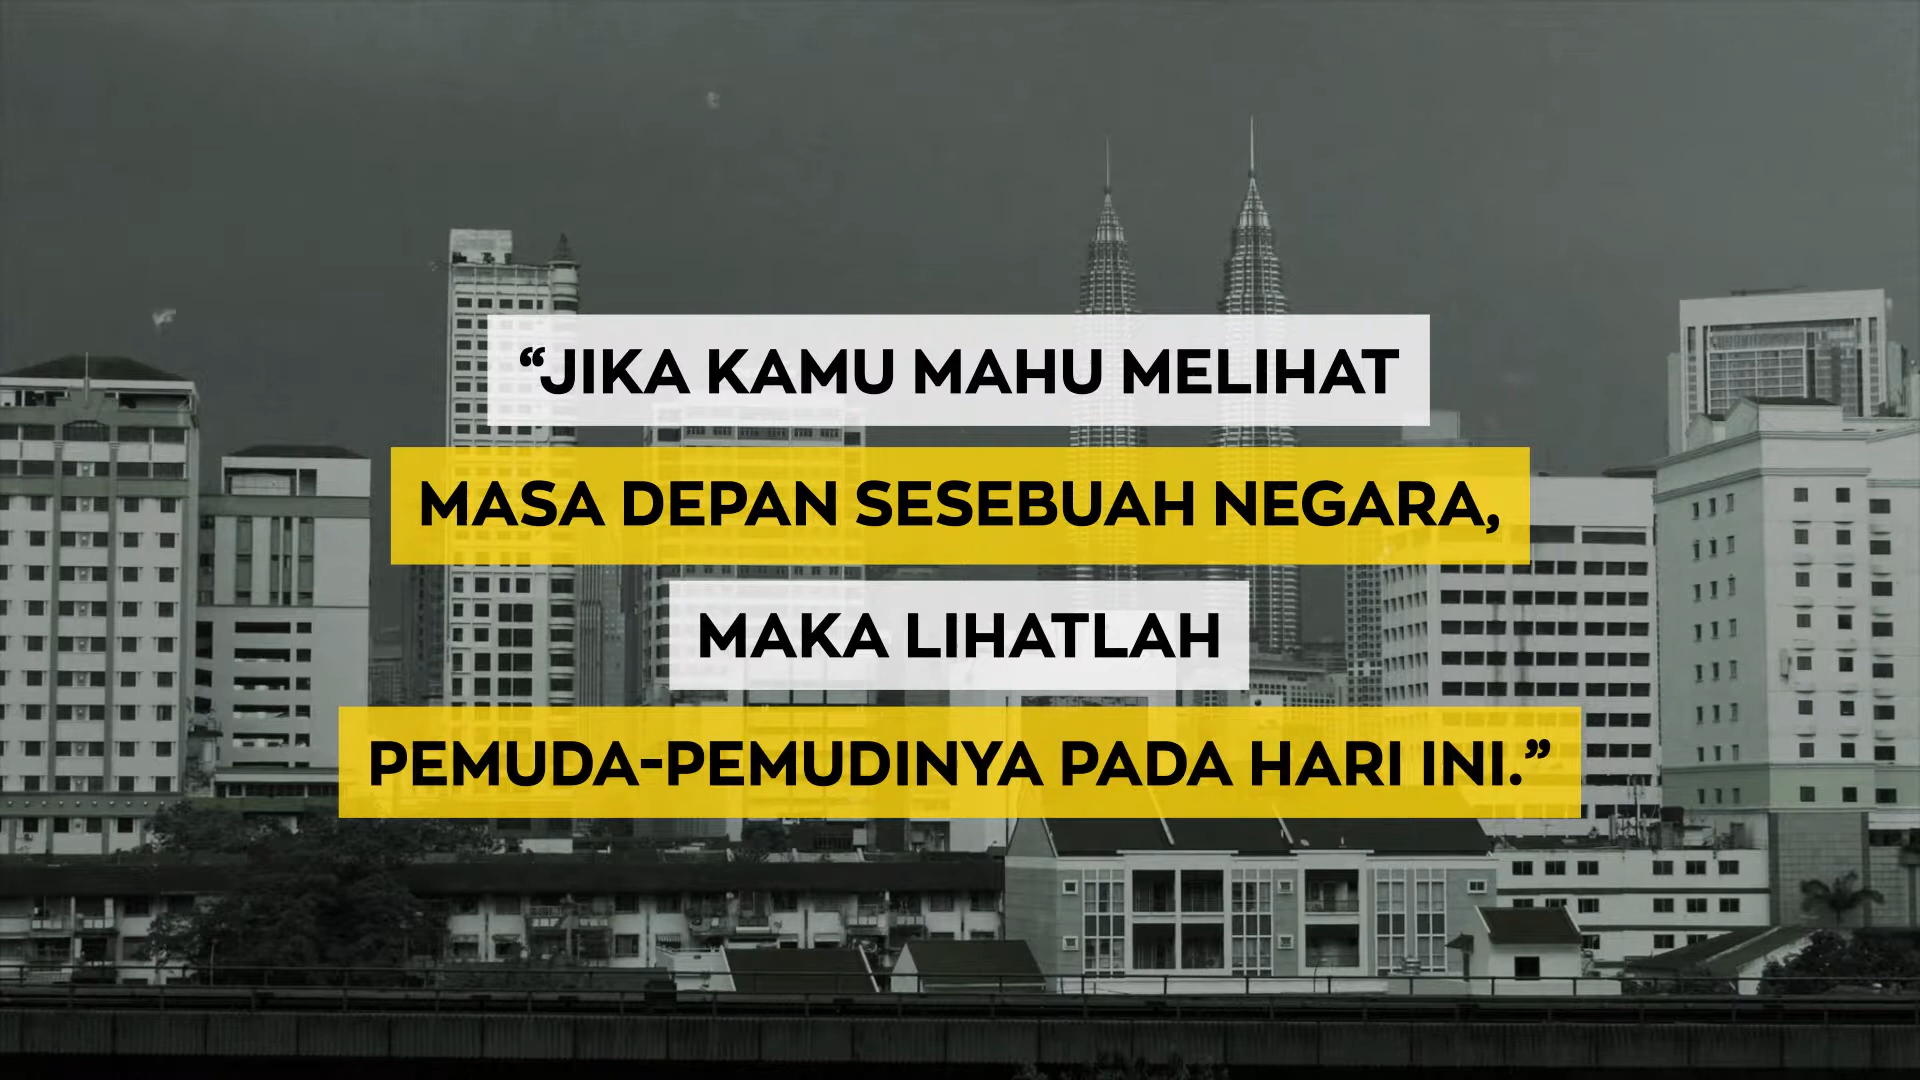 “JIKA KAMU MAHU MELIHAT
MASA DEPAN SESEBUAH NEGARA,
MAKA LIHATLAH
PEMUDA-PEMUDINYA PADA HARI INI.”